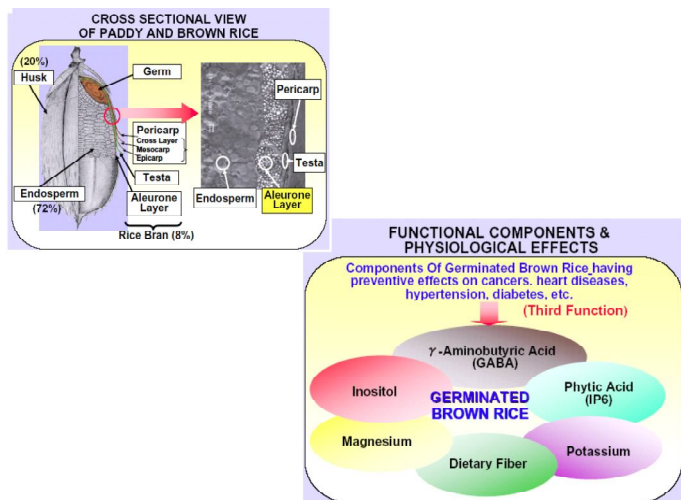 CROSS SECTIONAL VIEW
OF PADDY AND BROWN RICE
(20%)
Husk
Germ
Pericarp
Cross Layer
Mesocarp
Epicarp
Testa
Aleurone
Layer
Endosperm
(72%)
Rice Bran (8%)
Pericarp
Testa
Endosperm
Aleurone
Layer
FUNCTIONAL COMPONENTS &
PHYSIOLOGICAL EFFECTS
Components Of Germinated Brown Rice having
preventive effects on cancers. heart diseases,
hypertension, diabetes, etc.
(Third Function)
γ-Aminobutyric Acid
(GABA)
Inositol
Phytic Acid
(IP6)
GERMINATED
BROWN RICE
Magnesium
Potassium
Dietary Fiber